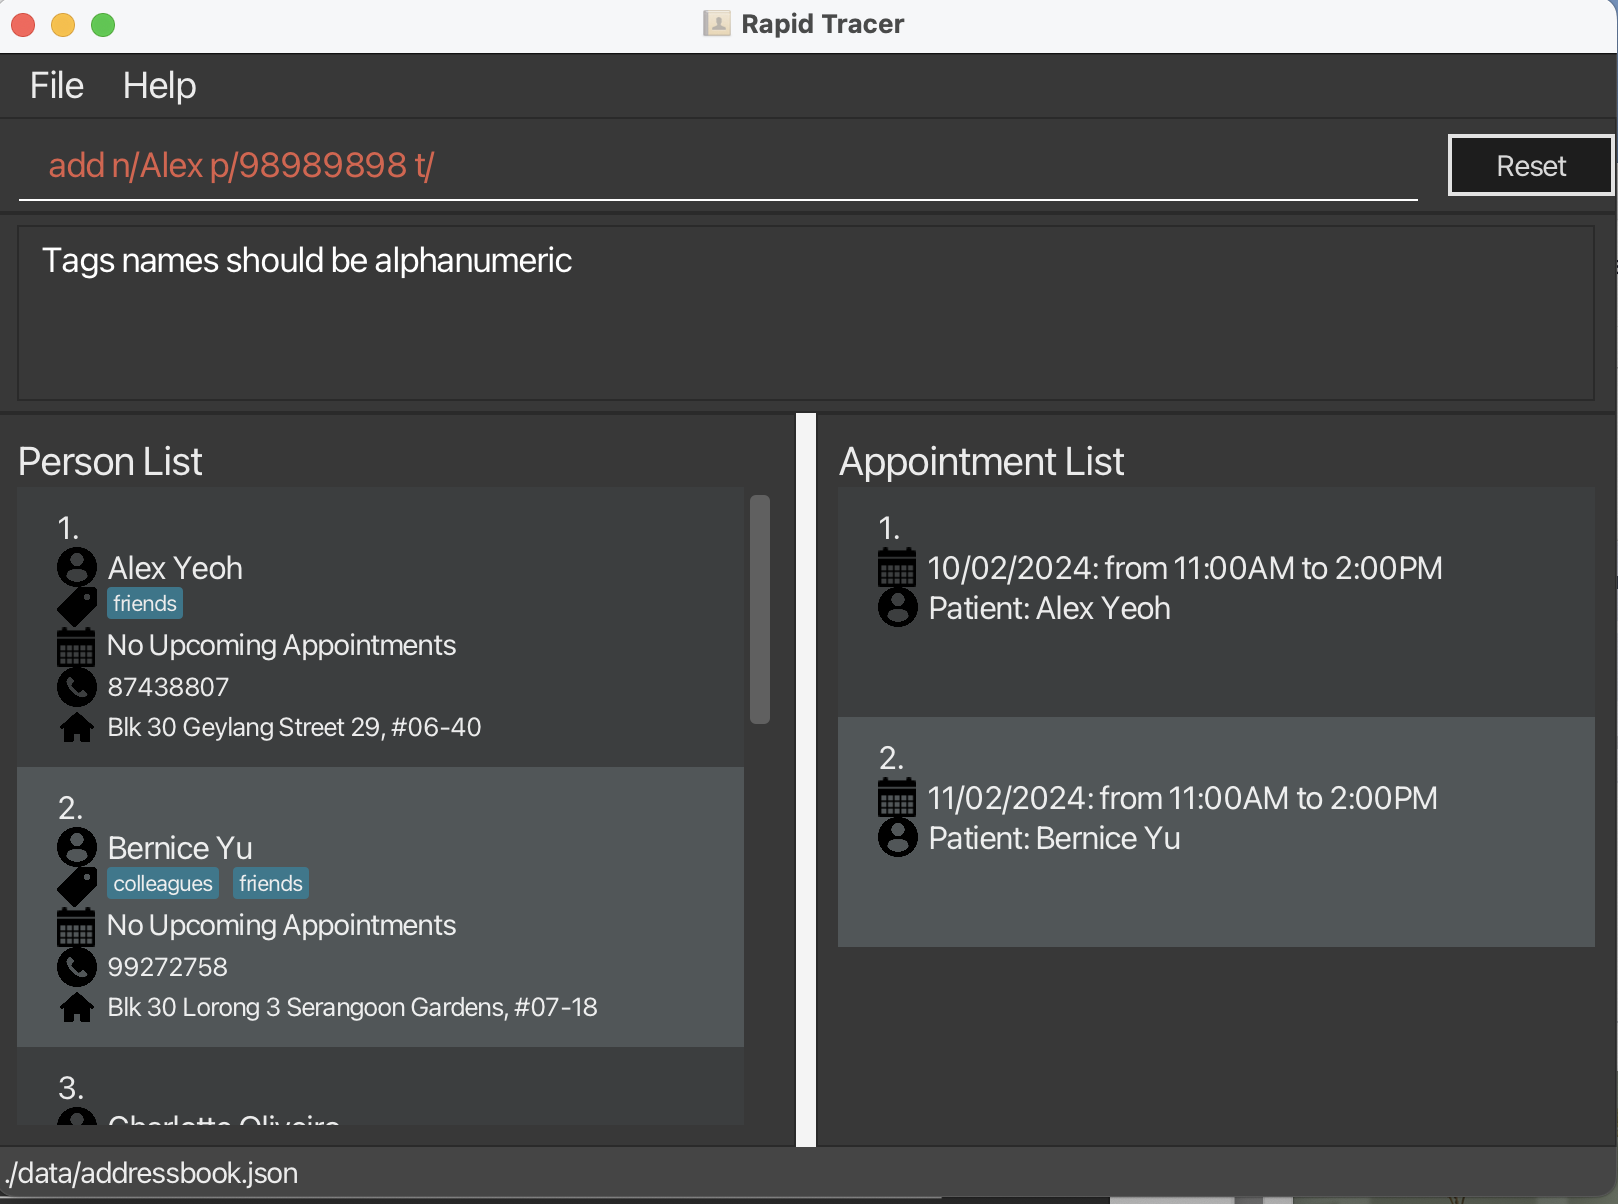 Rapid Tracer
File Help
add n/Alex p/98989898 t/
Reset
Tags names should be alphanumeric
Person List
1.
Alex Yeoh
friends
No Upcoming Appointments
87438807
Blk 30 Geylang Street 29, #06-40
2.
Bernice Yu
colleagues friends
No Upcoming Appointments
99272758
Blk 30 Lorong 3 Serangoon Gardens, #07-18
3.
Charlotte Oliveiro
Appointment List
1.
10/02/2024: from 11:00AM to 2:00PM
Patient: Alex Yeoh
2.
11/02/2024: from 11:00AM to 2:00PM
Patient: Bernice Yu
./data/addressbook.json